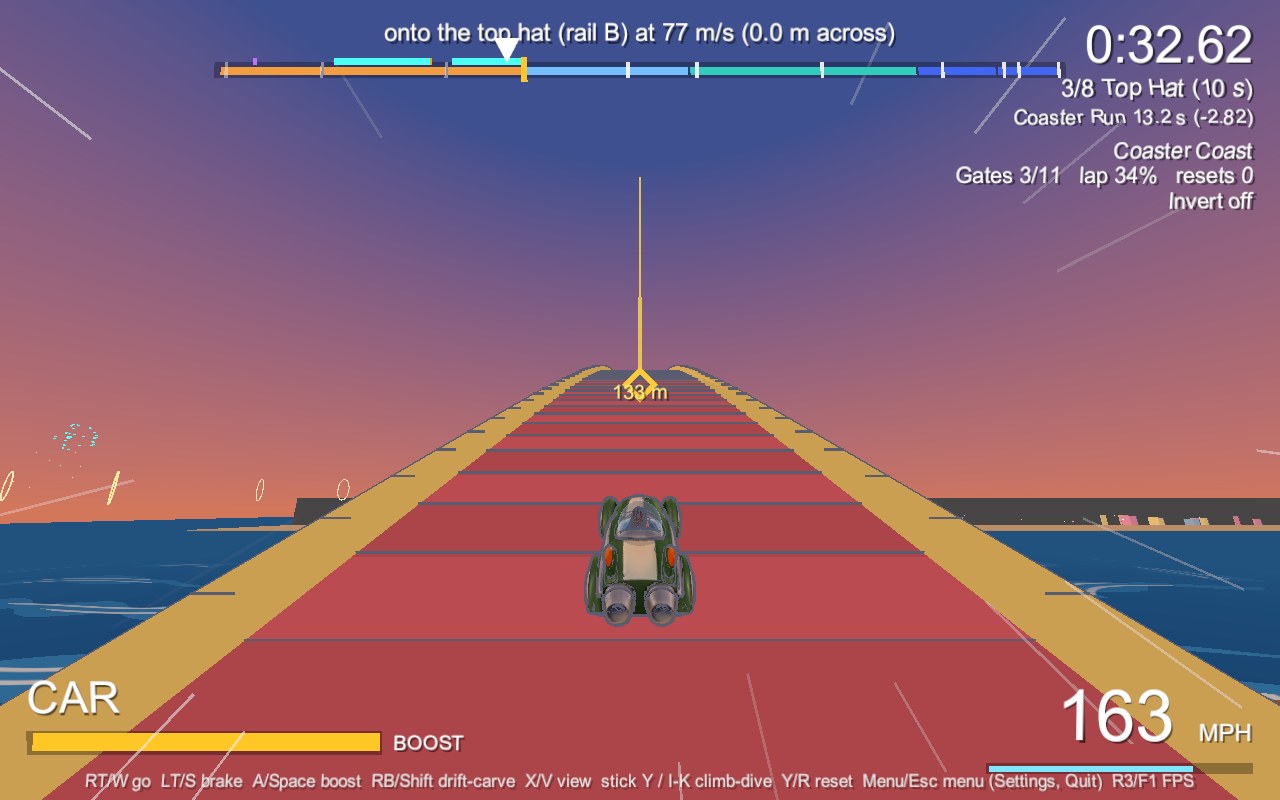 onto the top hat (rail B) at 77 m/s (0.0 m across)
0:32.62
3/8 Top Hat (10 s)
Coaster Run 13.2 s (-2.82)
Coaster Coast
Gates 3/11 lap 34% resets 0
Invert off
133 m
CAR
BOOST
163 MPH
RT/W go LT/S brake A/Space boost RB/Shift drift-carve X/V view stick Y / I-K climb-dive Y/R reset Menu/Esc menu (Settings, Quit) R3/F1 FPS